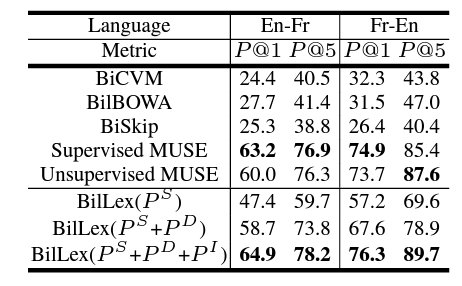 Language En-Fr Fr-En
Metric P@1 P@5 P@1 P@5
BiCVM 24.4 40.5 32.3 43.8
BilBOWA 27.7 41.4 31.5 47.0
BiSkip 25.3 38.8 26.4 40.4
Supervised MUSE 63.2 76.9 74.9 85.4
Unsupervised MUSE 60.0 76.3 73.7 87.6
BilLex(P^S) 47.4 59.7 57.2 69.6
BilLex(P^S+P^D) 58.7 73.8 67.6 78.9
BilLex(P^S+P^D+P^I) 64.9 78.2 76.3 89.7